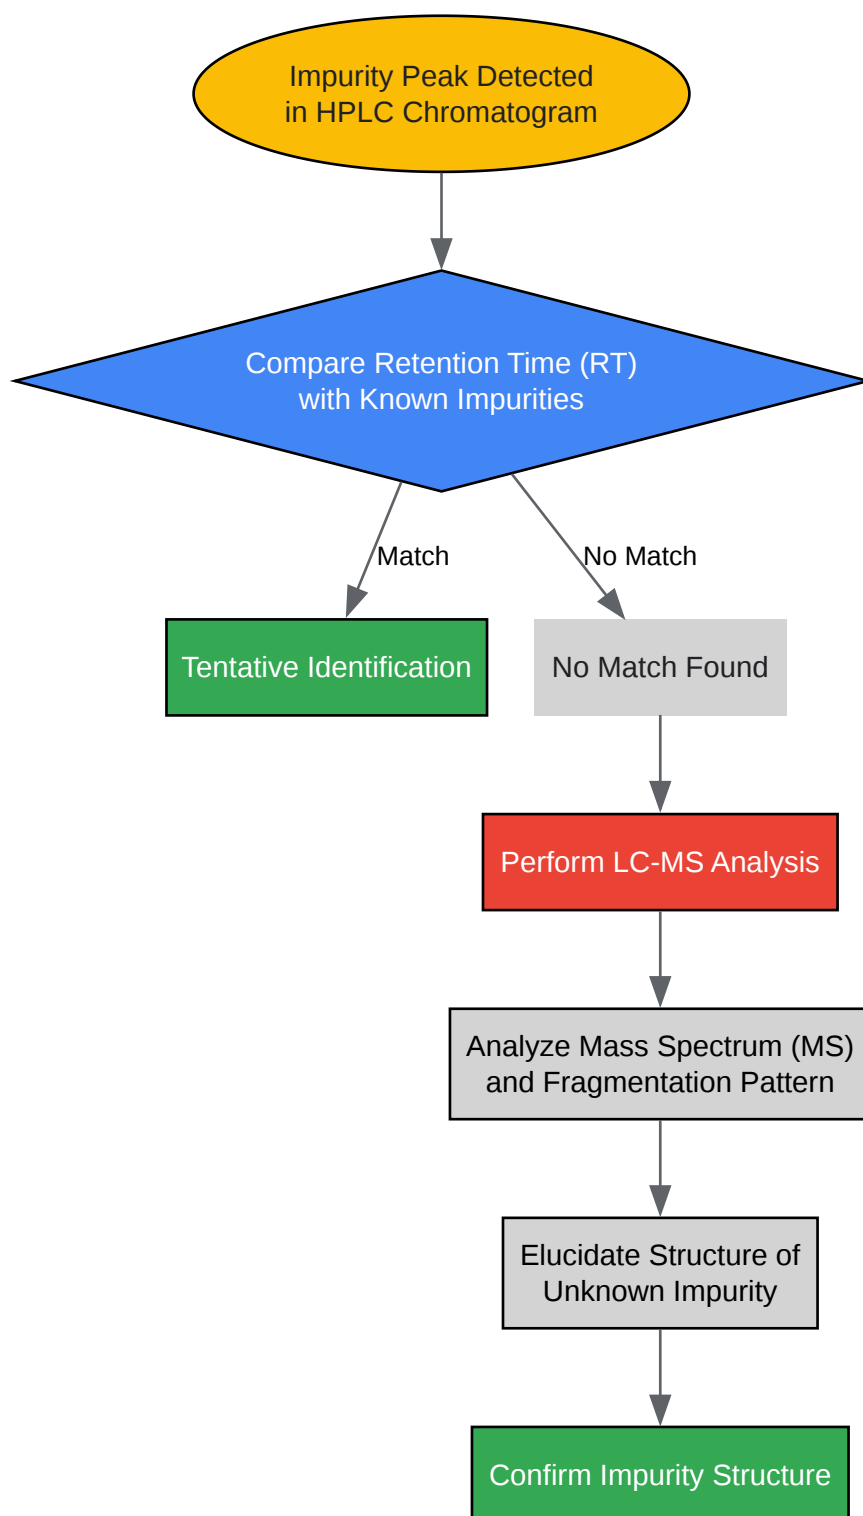 Impurity Peak Detected
in HPLC Chromatogram
Compare Retention Time (RT)
with Known Impurities
Match
No Match
Tentative Identification
No Match Found
Perform LC-MS Analysis
Analyze Mass Spectrum (MS)
and Fragmentation Pattern
Elucidate Structure of
Unknown Impurity
Confirm Impurity Structure